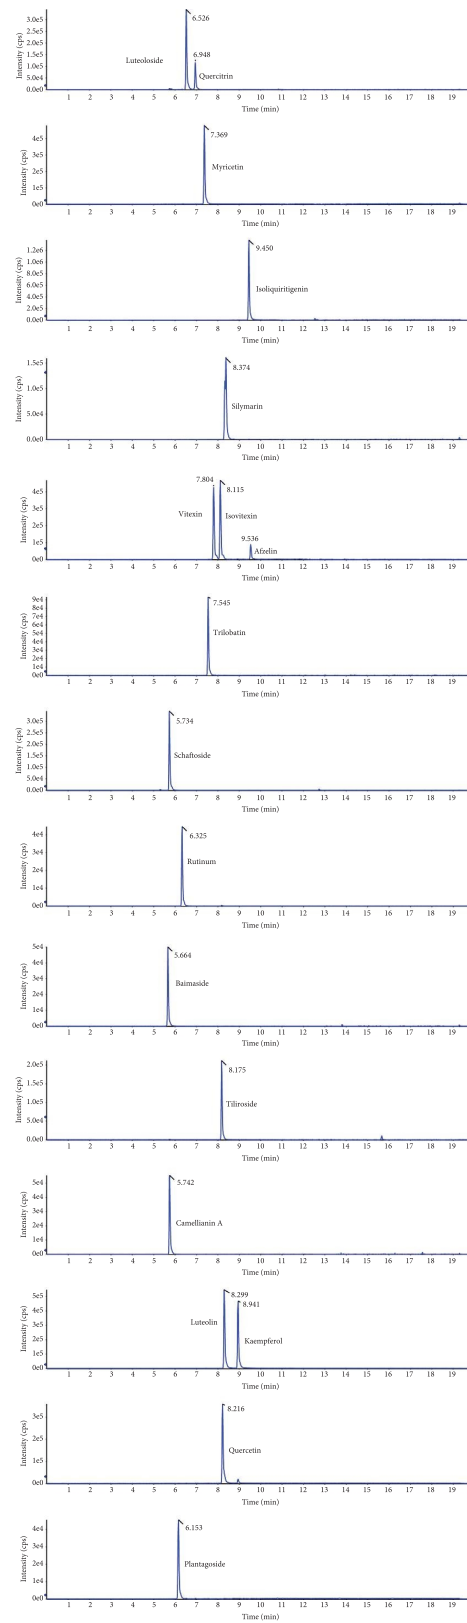 6.526
6.948
Luteoloside
Quercitrin
Intensity (cps)
3.0e5
2.5e5
2.0e5
1.5e5
1.0e5
5.0e4
0.0e0
1 2 3 4 5 6 7 8 9 10 11 12 13 14 15 16 17 18 19
Time (min)
7.369
Myricetin
Intensity (cps)
4e5
3e5
2e5
1e5
0e0
1 2 3 4 5 6 7 8 9 10 11 12 13 14 15 16 17 18 19
Time (min)
9.450
Isoliquiritigenin
Intensity (cps)
1.2e6
1.0e6
8.0e5
6.0e5
4.0e5
2.0e5
0.0e0
1 2 3 4 5 6 7 8 9 10 11 12 13 14 15 16 17 18 19
Time (min)
8.374
Silymarin
Intensity (cps)
1.5e5
1.0e5
5.0e4
0.0e0
1 2 3 4 5 6 7 8 9 10 11 12 13 14 15 16 17 18 19
Time (min)
7.804
8.115
Vitexin
Isovitexin
9.536
Afzelin
Intensity (cps)
4e5
3e5
2e5
1e5
0e0
1 2 3 4 5 6 7 8 9 10 11 12 13 14 15 16 17 18 19
Time (min)
7.545
Trilobatin
Intensity (cps)
9e4
8e4
7e4
6e4
5e4
4e4
3e4
2e4
1e4
0e0
1 2 3 4 5 6 7 8 9 10 11 12 13 14 15 16 17 18 19
Time (min)
5.734
Schaftoside
Intensity (cps)
3.0e5
2.5e5
2.0e5
1.5e5
1.0e5
5.0e4
0.0e0
1 2 3 4 5 6 7 8 9 10 11 12 13 14 15 16 17 18 19
Time (min)
6.325
Rutinum
Intensity (cps)
4e4
3e4
2e4
1e4
0e0
1 2 3 4 5 6 7 8 9 10 11 12 13 14 15 16 17 18 19
Time (min)
5.664
Baimaside
Intensity (cps)
5e4
4e4
3e4
2e4
1e4
0e0
1 2 3 4 5 6 7 8 9 10 11 12 13 14 15 16 17 18 19
Time (min)
8.175
Tiliroside
Intensity (cps)
2.0e5
1.5e5
1.0e5
5.0e4
0.0e0
1 2 3 4 5 6 7 8 9 10 11 12 13 14 15 16 17 18 19
Time (min)
5.742
Camellianin A
Intensity (cps)
5e4
4e4
3e4
2e4
1e4
0e0
1 2 3 4 5 6 7 8 9 10 11 12 13 14 15 16 17 18 19
Time (min)
8.299
8.941
Luteolin
Kaempferol
Intensity (cps)
5e5
4e5
3e5
2e5
1e5
0e0
1 2 3 4 5 6 7 8 9 10 11 12 13 14 15 16 17 18 19
Time (min)
8.216
Quercetin
Intensity (cps)
3e5
2e5
1e5
0e0
1 2 3 4 5 6 7 8 9 10 11 12 13 14 15 16 17 18 19
Time (min)
6.153
Plantagoside
Intensity (cps)
4e4
3e4
2e4
1e4
0e0
1 2 3 4 5 6 7 8 9 10 11 12 13 14 15 16 17 18 19
Time (min)